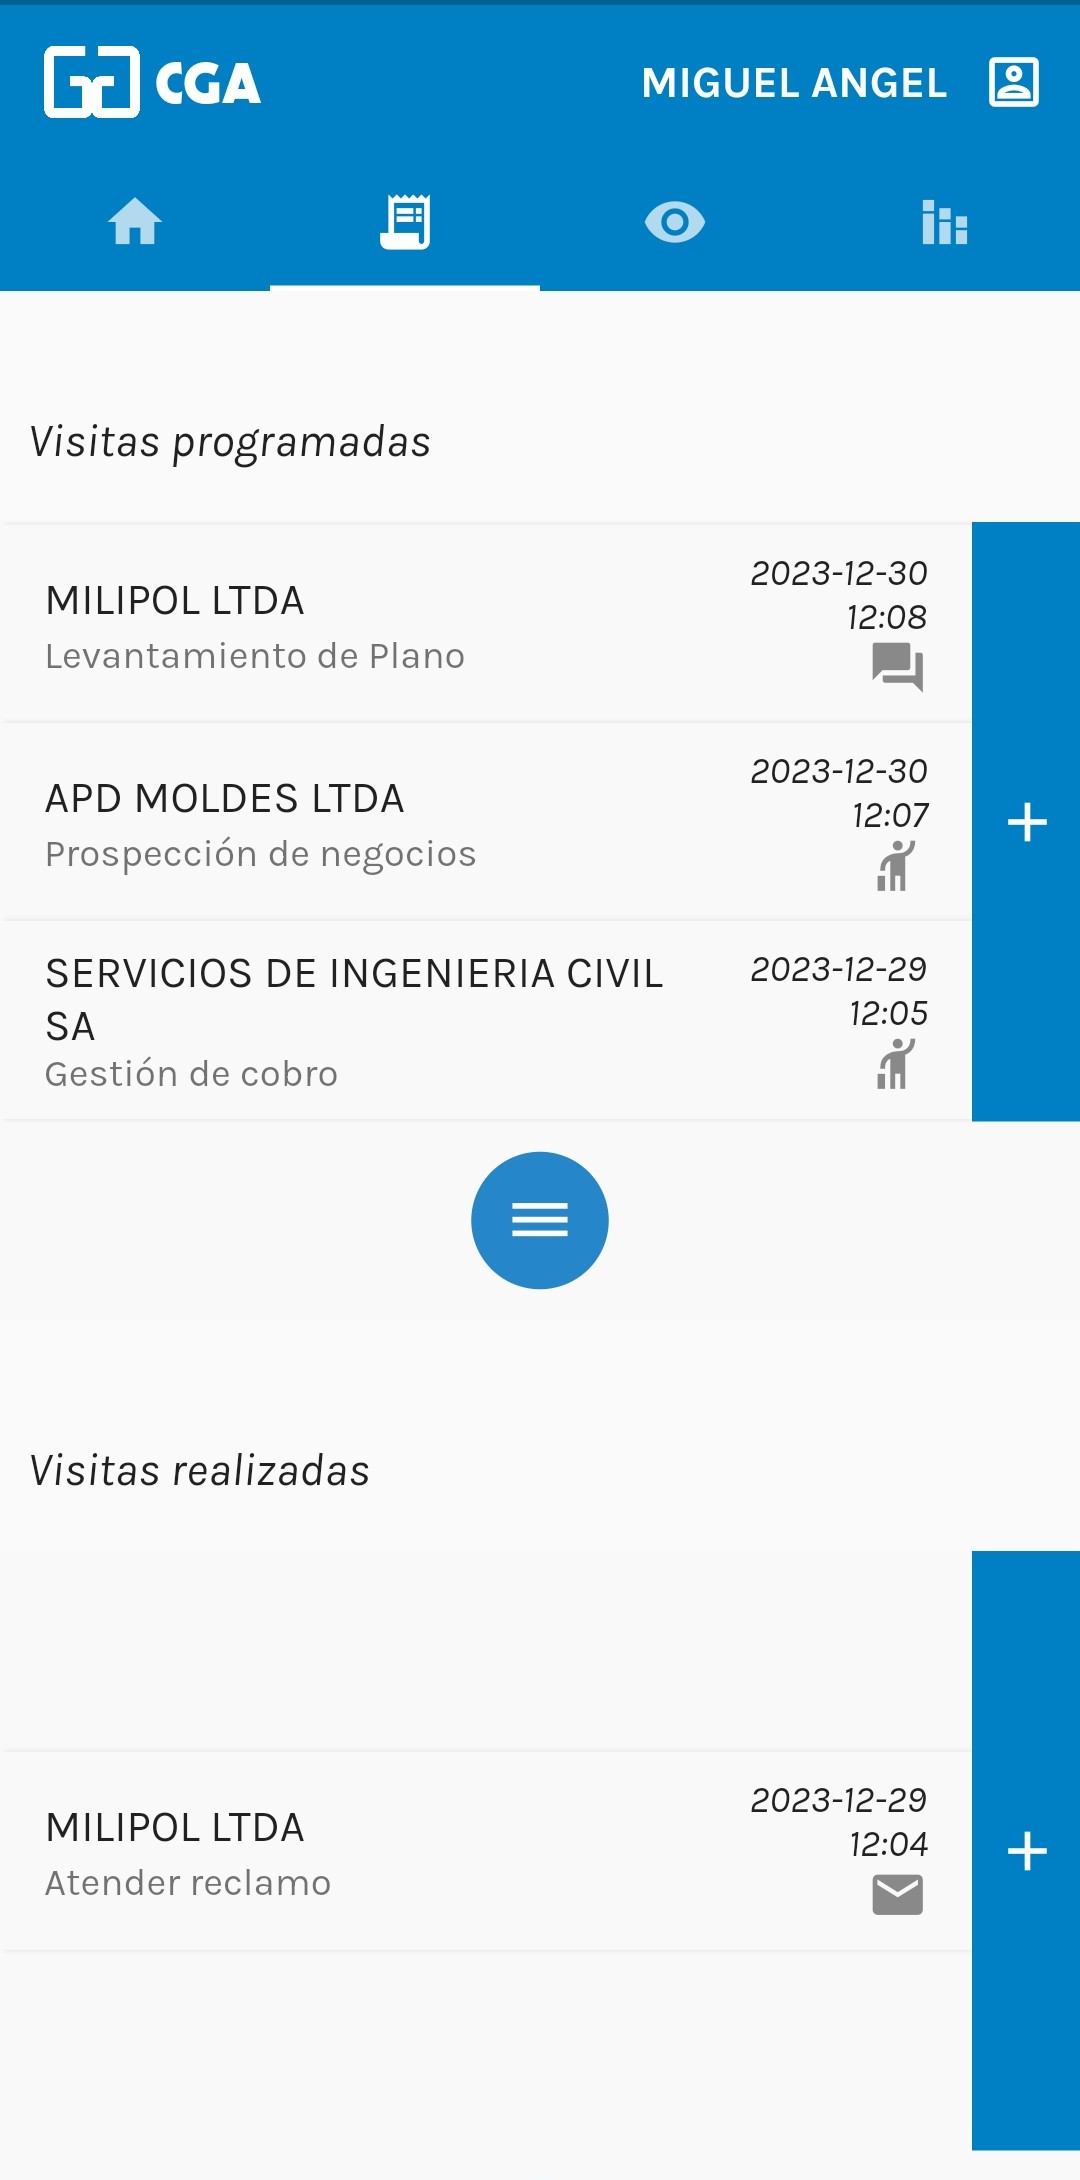 CGA
MIGUEL ANGEL
Visitas programadas
MILIPOL LTDA
Levantamiento de Plano
2023-12-30
12:08
APD MOLDES LTDA
Prospección de negocios
2023-12-30
12:07
SERVICIOS DE INGENIERIA CIVIL
SA
Gestión de cobro
2023-12-29
12:05
Visitas realizadas
MILIPOL LTDA
Atender reclamo
2023-12-29
12:04